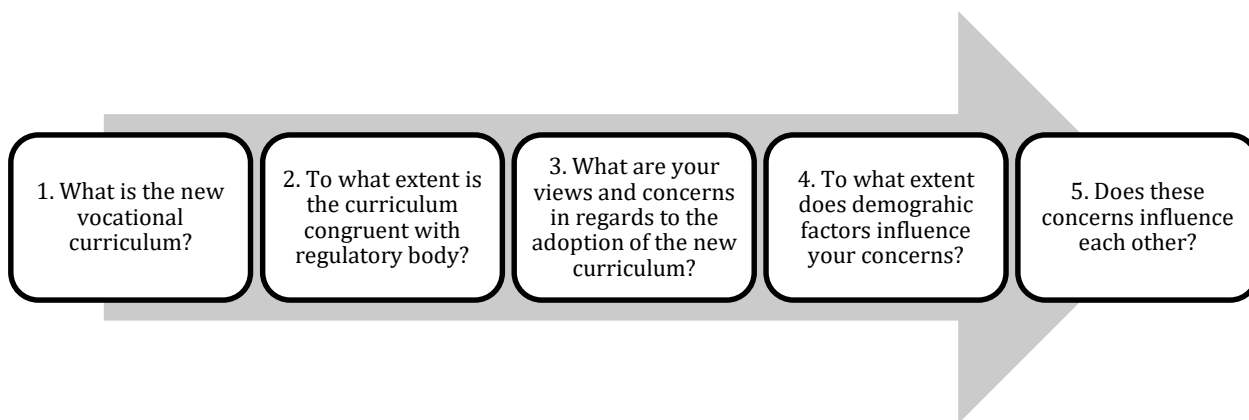 1. What is the new
vocational
curriculum?
2. To what extent is
the curriculum
congruent with
regulatory body?
3. What are your
views and concerns
in regards to the
adoption of the new
curriculum?
4. To what extent
does demograhic
factors influence
your concerns?
5. Does these
concerns influence
each other?